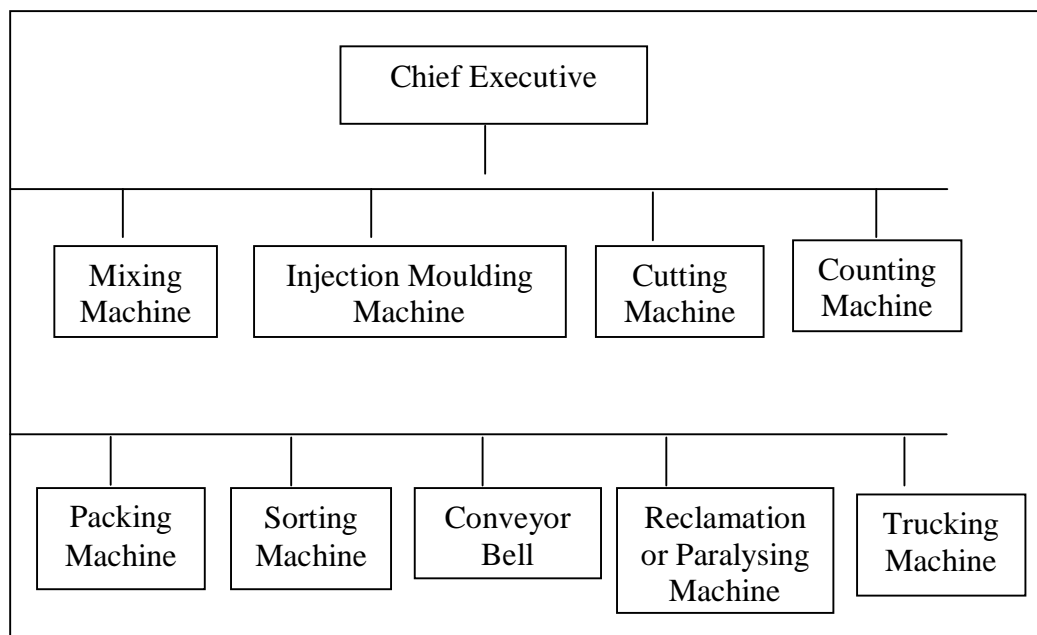 Chief Executive
Mixing
Machine
Injection Moulding
Machine
Cutting
Machine
Counting
Machine
Packing
Machine
Sorting
Machine
Conveyor
Bell
Reclamation
or Paralysing
Machine
Trucking
Machine